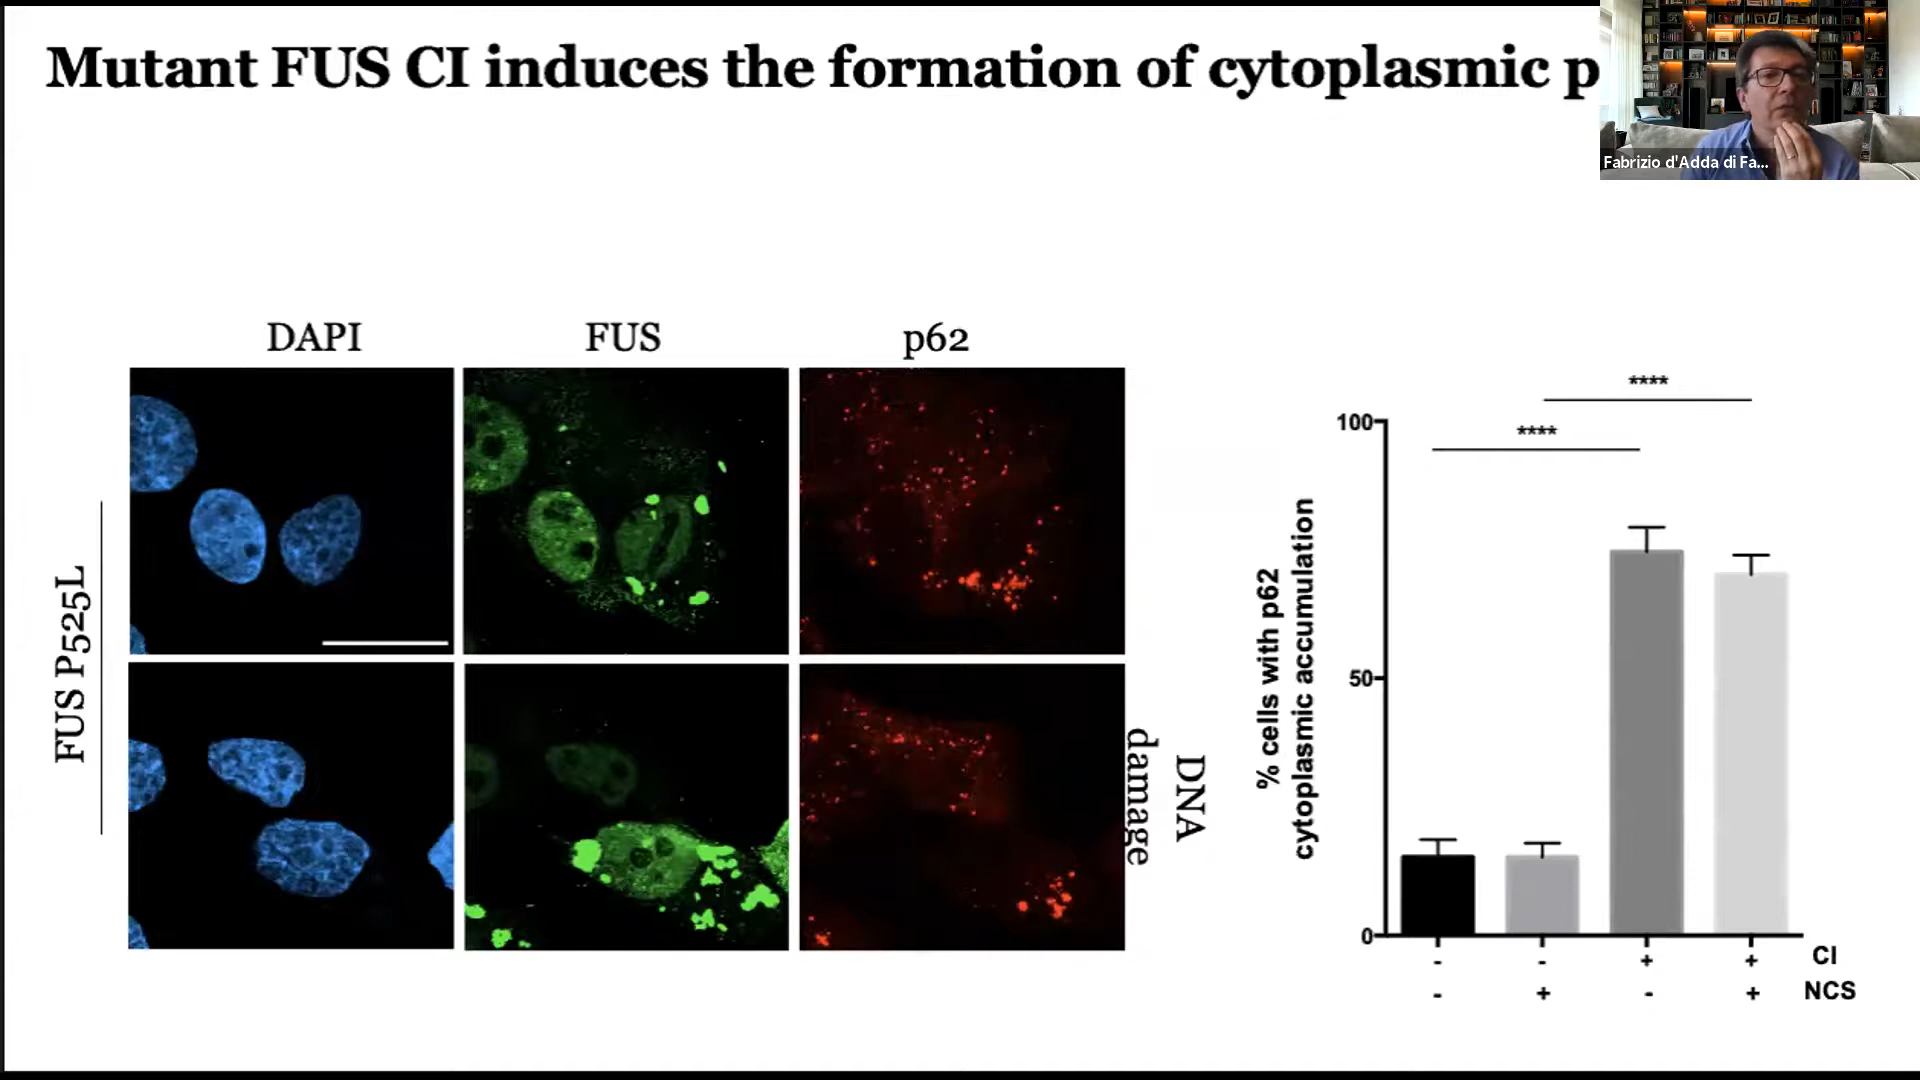 Mutant FUS CI induces the formation of cytoplasmic p
Fabrizio d'Adda di Fa...
DAPI
FUS
p62
FUS P525L
DNA
damage
% cells with p62
cytoplasmic accumulation
****
****
100
50
0
- - + + CI
- + - + NCS